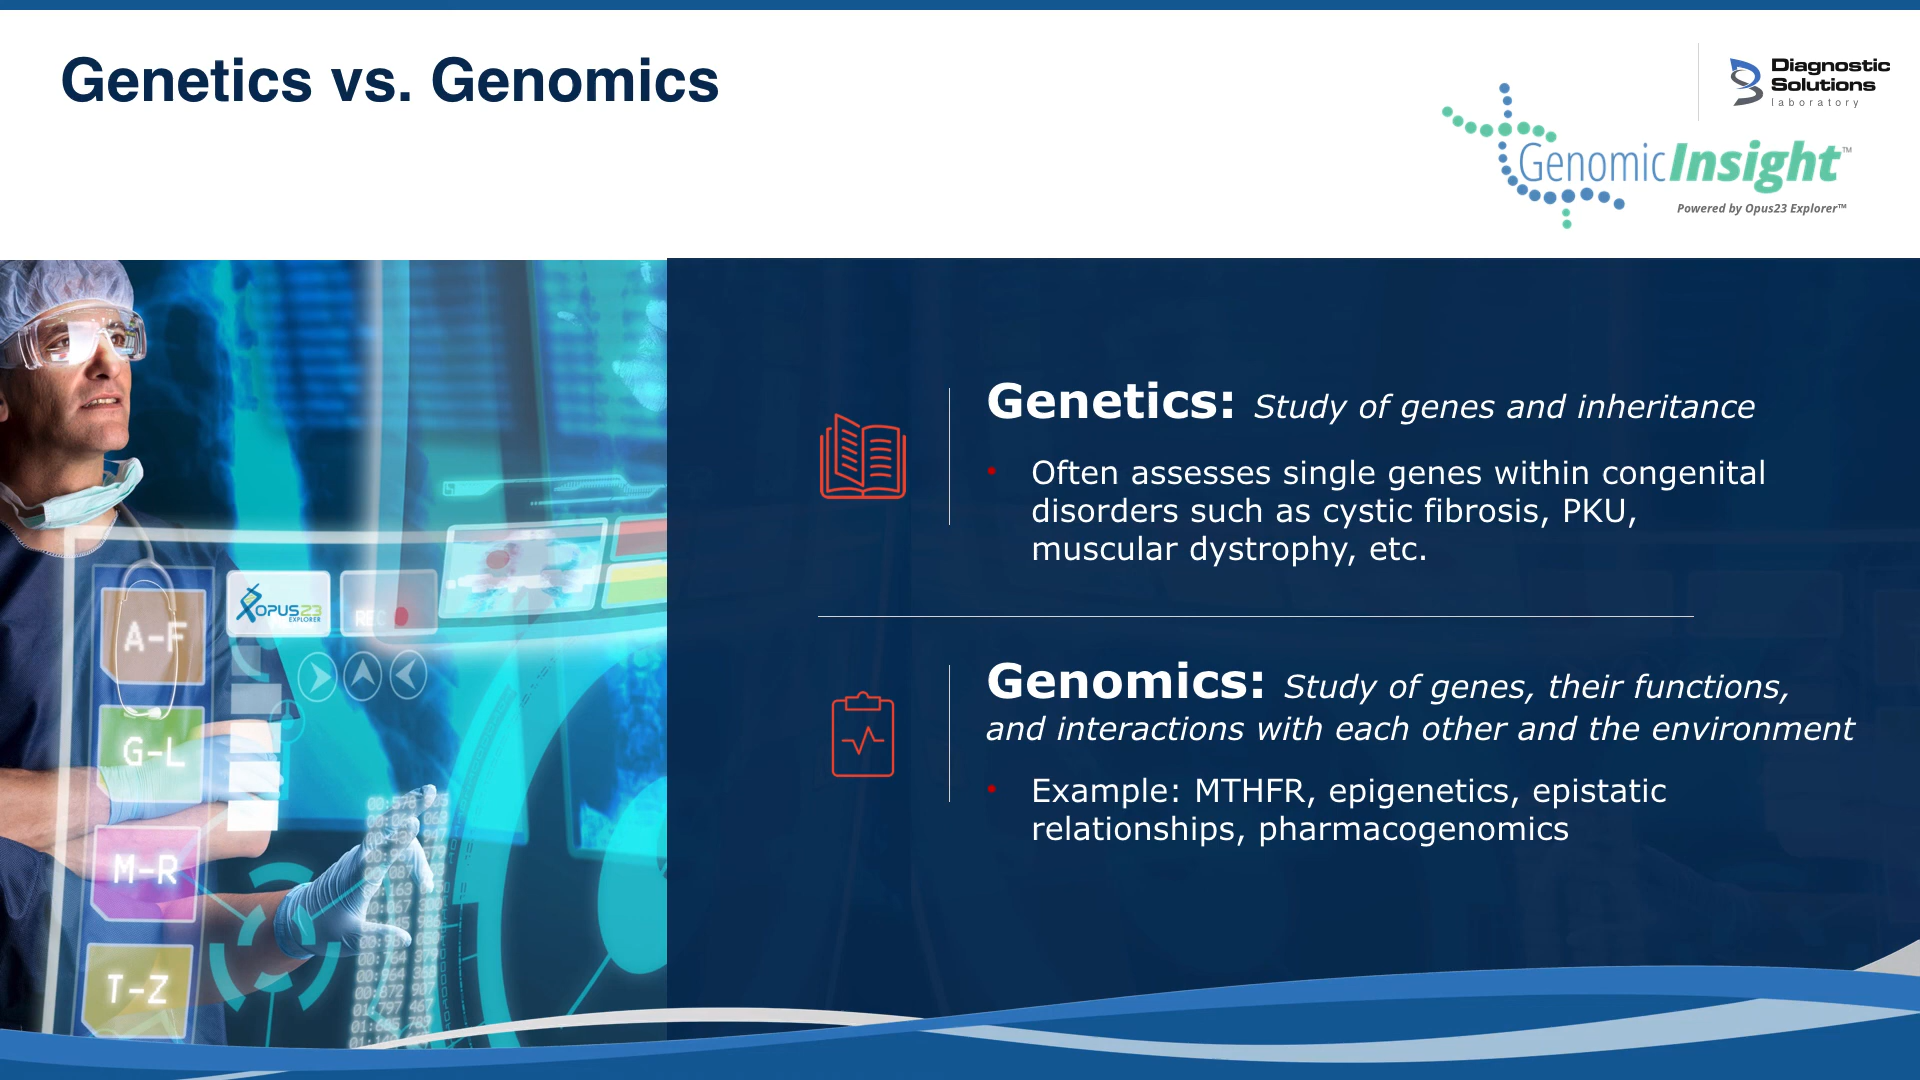 Genetics vs. Genomics
Diagnostic
Solutions
laboratory
GenomicInsight™
Powered by Opus23 Explorer™
Genetics: Study of genes and inheritance
• Often assesses single genes within congenital
disorders such as cystic fibrosis, PKU,
muscular dystrophy, etc.
Genomics: Study of genes, their functions,
and interactions with each other and the environment
• Example: MTHFR, epigenetics, epistatic
relationships, pharmacogenomics
OPUS23
EXPLORER
REC
A-F
G-L
M-R
T-Z